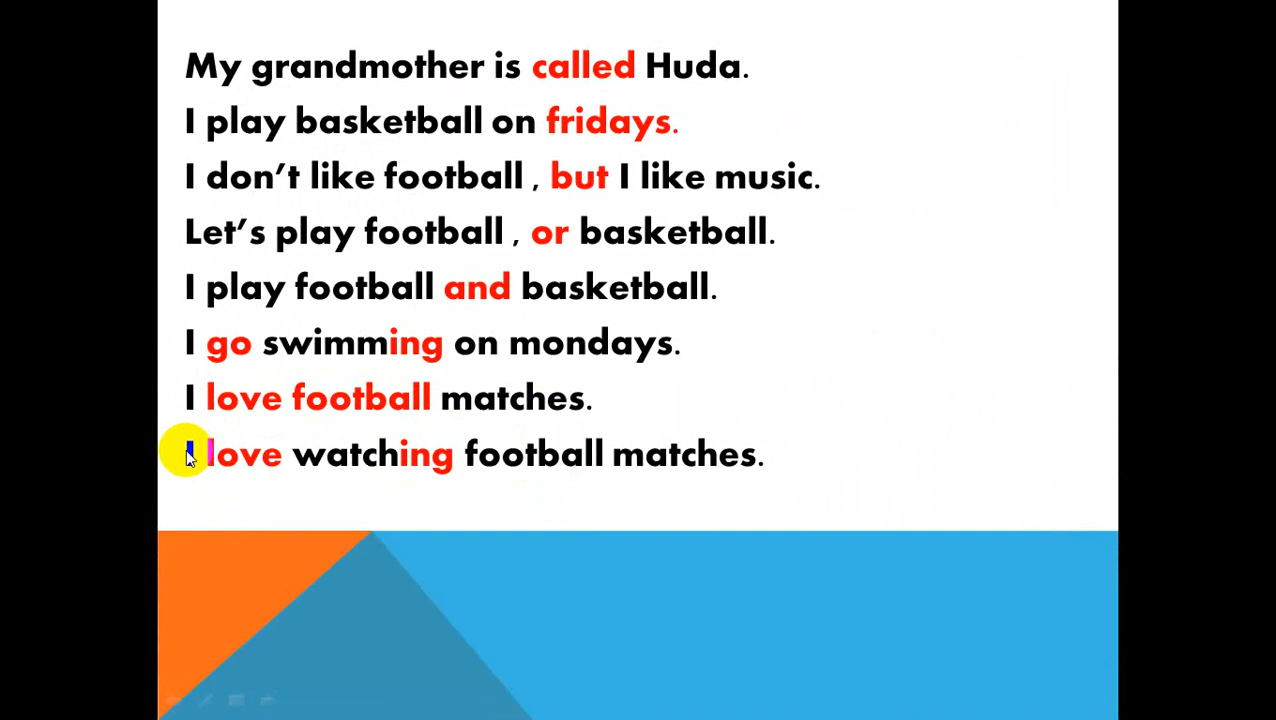 My grandmother is called Huda.
I play basketball on fridays.
I don’t like football , but I like music.
Let’s play football , or basketball.
I play football and basketball.
I go swimming on mondays.
I love football matches.
I love watching football matches.